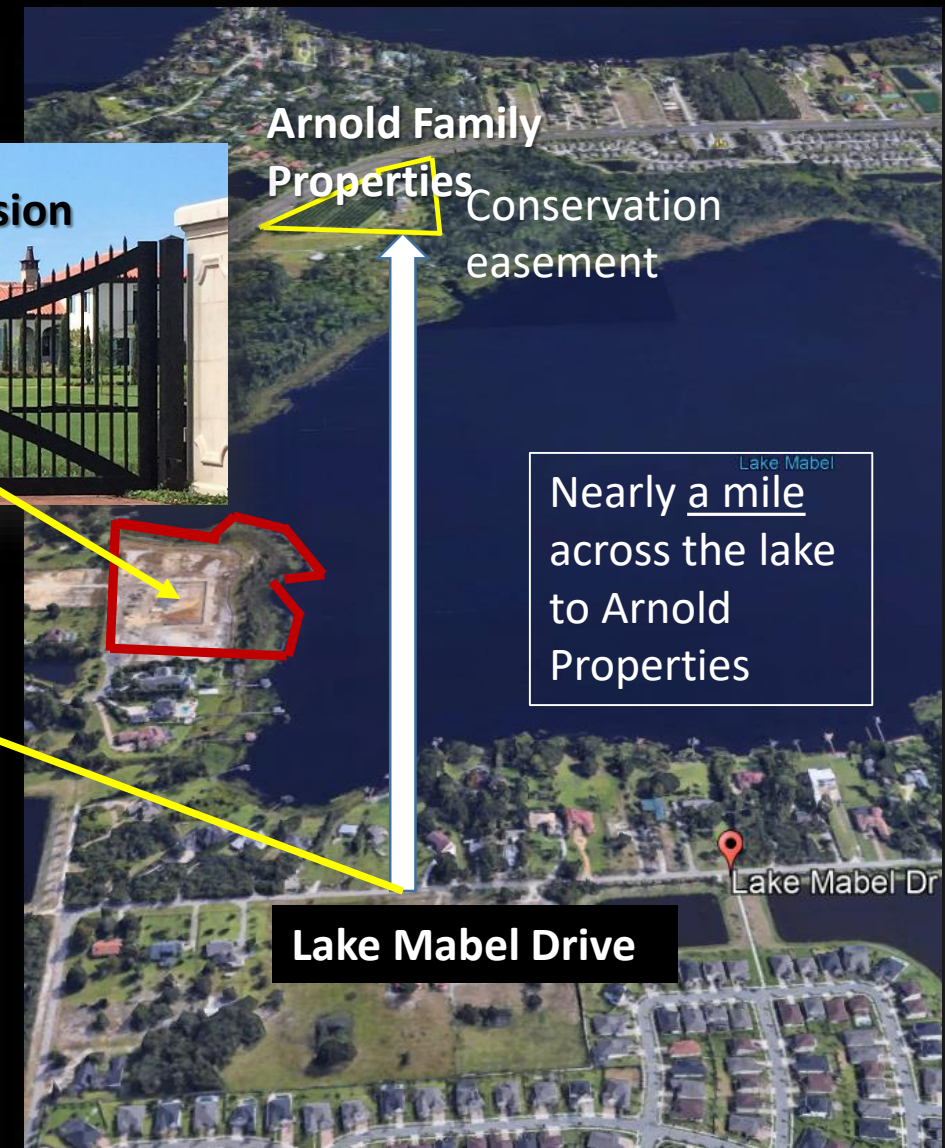 Arnold Family
Properties
Conservation
easement
Lake Mabel
Nearly a mile
across the lake
to Arnold
Properties
Lake Mabel Dr
Lake Mabel Drive